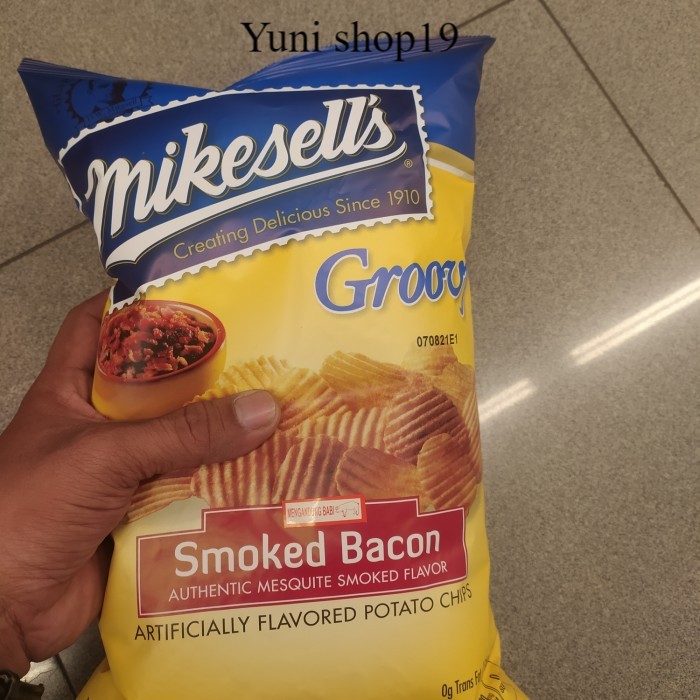 Yuni shop19
mikesell's®
Creating Delicious Since 1910
Groovy
070821E1
MENGANDUNG BABI
Smoked Bacon
AUTHENTIC MESQUITE SMOKED FLAVOR
ARTIFICIALLY FLAVORED POTATO CHIPS
0g Trans